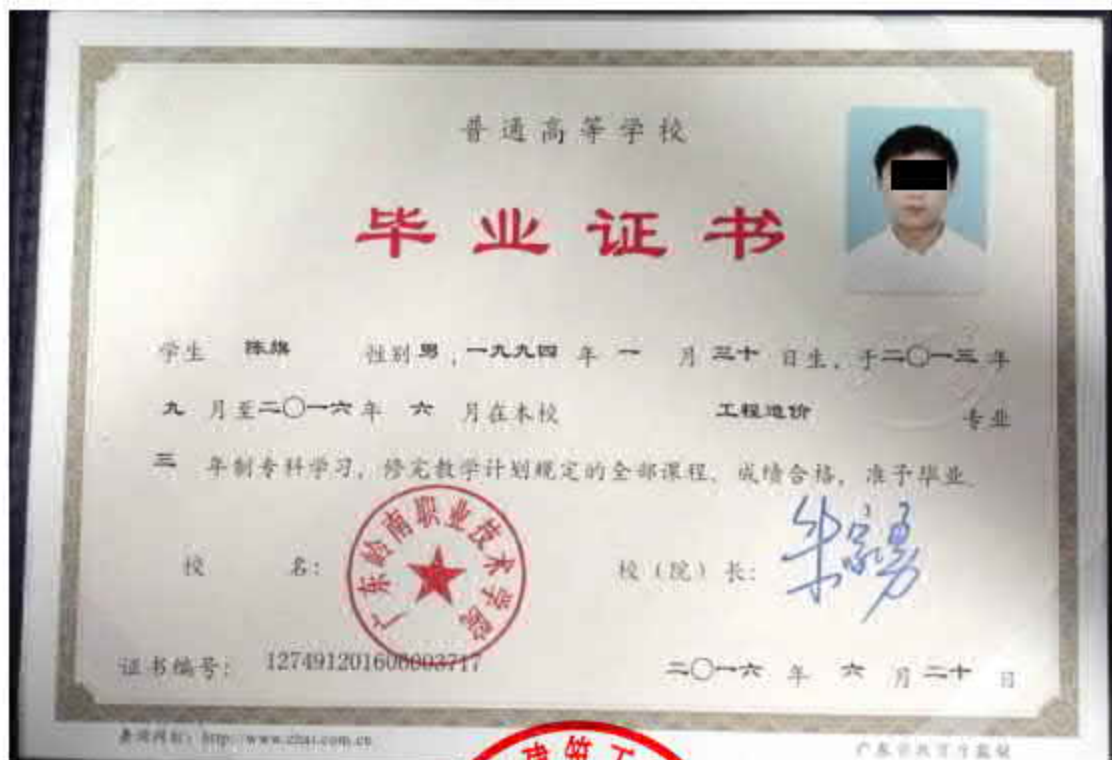 普通高等学校
毕业证书
学生 陈旗 性别 男，一九九四 年 一 月 三十 日生，于二〇一三 年
九 月至二〇一六 年 六 月在本校 工程造价 专业
三 年制专科学习，修完教学计划规定的全部课程，成绩合格，准予毕业
广东岭南职业技术学院
校 名： 校（院）长：
证书编号： 127491201606003717 二〇一六 年 六 月 二十 日
查询网址：http://www.chsi.com.cn 广东省教育厅监制